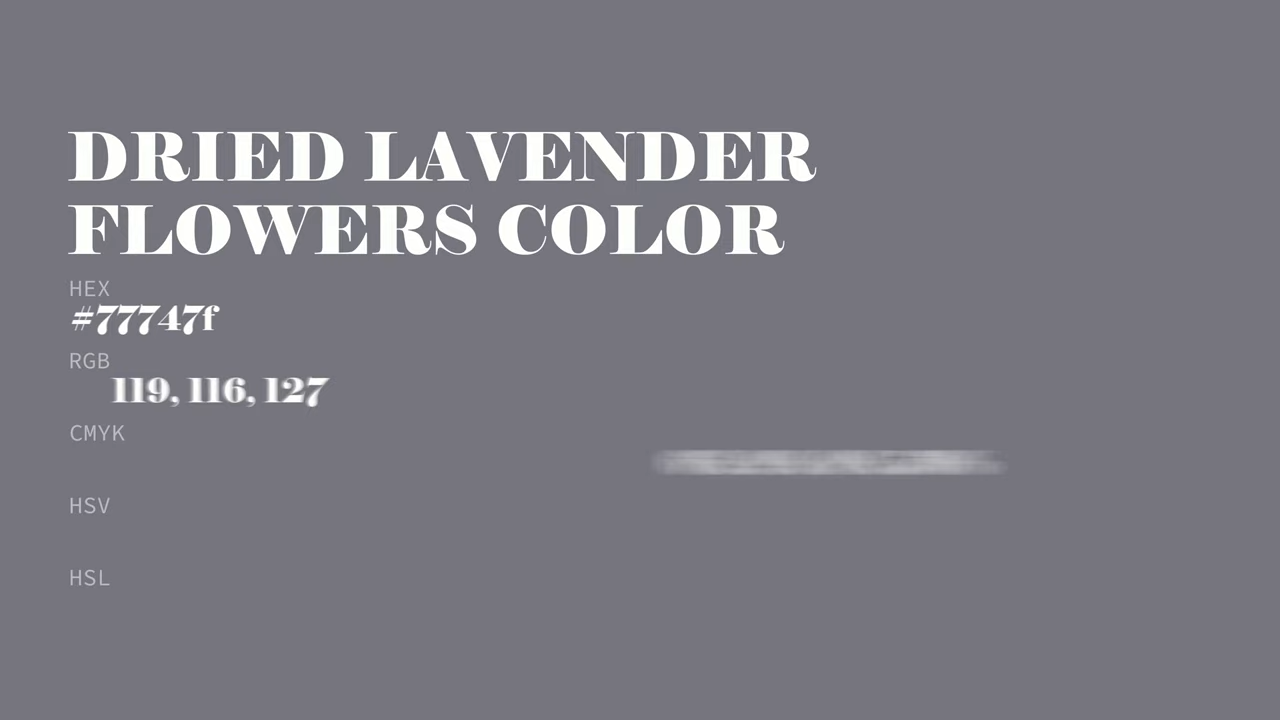 DRIED LAVENDER
FLOWERS COLOR
HEX
#77747f
RGB
119, 116, 127
CMYK
HSV
HSL